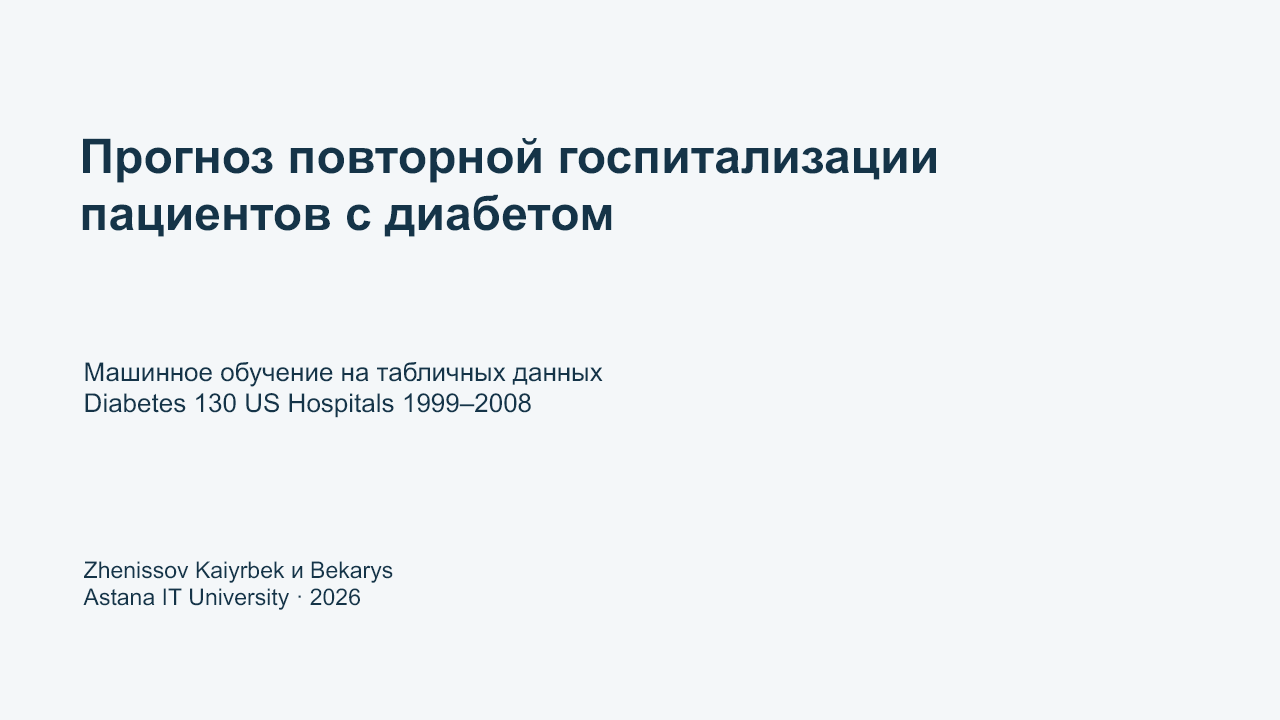 Прогноз повторной госпитализации
пациентов с диабетом
Машинное обучение на табличных данных
Diabetes 130 US Hospitals 1999–2008
Zhenissov Kaiyrbek и Bekarys
Astana IT University · 2026